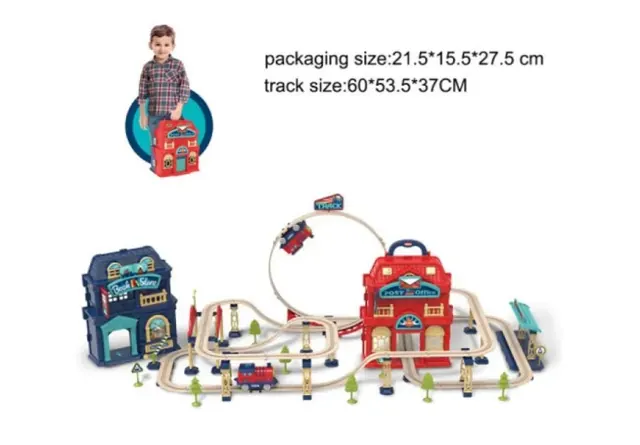 packaging size:21.5*15.5*27.5 cm
track size:60*53.5*37CM
TRACK
Book Store
POST Office